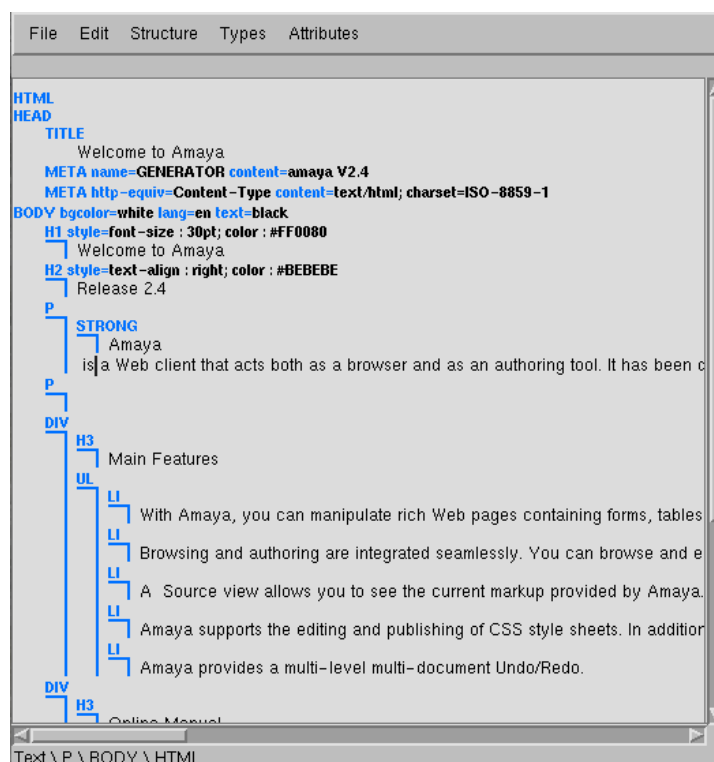 File Edit Structure Types Attributes
HTML
HEAD
TITLE
Welcome to Amaya
META name=GENERATOR content=amaya V2.4
META http-equiv=Content-Type content=text/html; charset=ISO-8859-1
BODY bgcolor=white lang=en text=black
H1 style=font-size : 30pt; color : #FF0080
Welcome to Amaya
H2 style=text-align : right; color : #BEBEBE
Release 2.4
P
STRONG
Amaya
is a Web client that acts both as a browser and as an authoring tool. It has been
P
DIV
H3
Main Features
UL
LI
With Amaya, you can manipulate rich Web pages containing forms, tables
LI
Browsing and authoring are integrated seamlessly. You can browse and
LI
A Source view allows you to see the current markup provided by Amaya.
LI
Amaya supports the editing and publishing of CSS style sheets. In addition
LI
Amaya provides a multi-level multi-document Undo/Redo.
DIV
H3
Online Manual
Text \ P \ BODY \ HTML